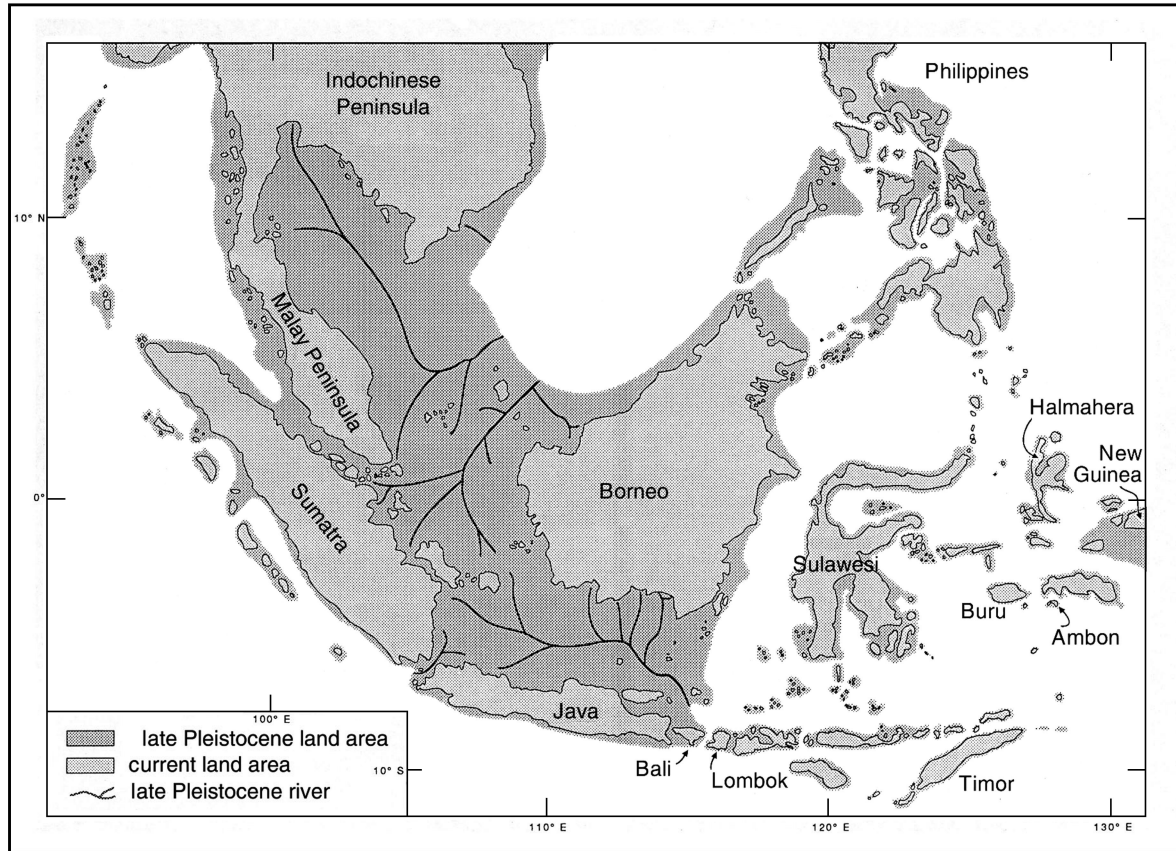 Indochinese
Peninsula
Philippines
10° N
Malay Peninsula
Halmahera
New
Guinea
Borneo
0°
Sumatra
Sulawesi
Buru
Ambon
Java
100° E
late Pleistocene land area
current land area
late Pleistocene river
10° S
Bali
Lombok
Timor
110° E
120° E
130° E